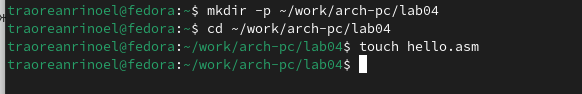 traoreanrinoel@fedora:~$ mkdir -p ~/work/arch-pc/lab04
traoreanrinoel@fedora:~$ cd ~/work/arch-pc/lab04
traoreanrinoel@fedora:~/work/arch-pc/lab04$ touch hello.asm
traoreanrinoel@fedora:~/work/arch-pc/lab04$